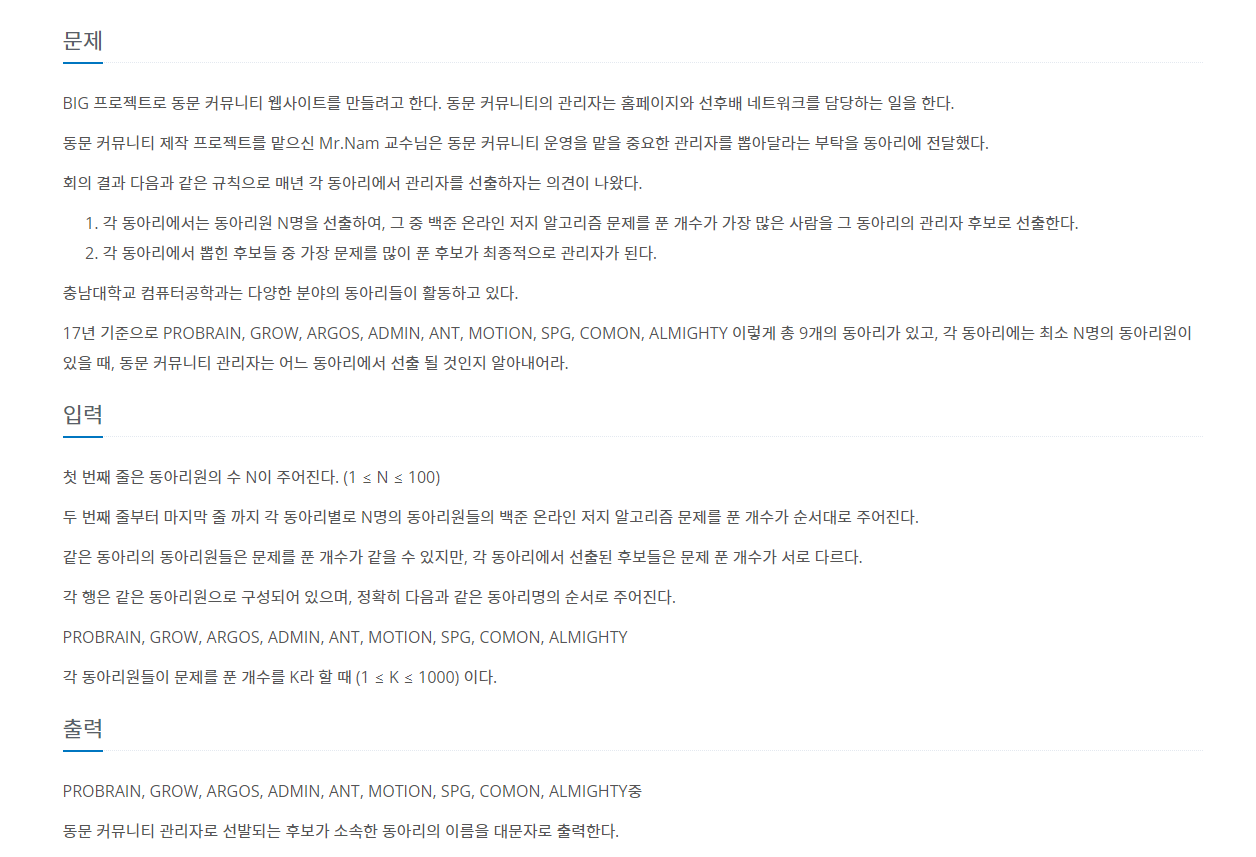 문제
BIG 프로젝트로 동문 커뮤니티 웹사이트를 만들려고 한다. 동문 커뮤니티의 관리자는 홈페이지와 선후배 네트워크를 담당하는 일을 한다.
동문 커뮤니티 제작 프로젝트를 맡으신 Mr.Nam 교수님은 동문 커뮤니티 운영을 맡을 중요한 관리자를 뽑아달라는 부탁을 동아리에 전달했다.
회의 결과 다음과 같은 규칙으로 매년 각 동아리에서 관리자를 선출하자는 의견이 나왔다.
1. 각 동아리에서는 동아리원 N명을 선출하여, 그 중 백준 온라인 저지 알고리즘 문제를 푼 개수가 가장 많은 사람을 그 동아리의 관리자 후보로 선출한다.
2. 각 동아리에서 뽑힌 후보들 중 가장 문제를 많이 푼 후보가 최종적으로 관리자가 된다.
충남대학교 컴퓨터공학과는 다양한 분야의 동아리들이 활동하고 있다.
17년 기준으로 PROBRAIN, GROW, ARGOS, ADMIN, ANT, MOTION, SPG, COMON, ALMIGHTY 이렇게 총 9개의 동아리가 있고, 각 동아리에는 최소 N명의 동아리원이
있을 때, 동문 커뮤니티 관리자는 어느 동아리에서 선출 될 것인지 알아내어라.
입력
첫 번째 줄은 동아리원의 수 N이 주어진다. (1 ≤ N ≤ 100)
두 번째 줄부터 마지막 줄 까지 각 동아리별로 N명의 동아리원들의 백준 온라인 저지 알고리즘 문제를 푼 개수가 순서대로 주어진다.
같은 동아리의 동아리원들은 문제를 푼 개수가 같을 수 있지만, 각 동아리에서 선출된 후보들은 문제 푼 개수가 서로 다르다.
각 행은 같은 동아리원으로 구성되어 있으며, 정확히 다음과 같은 동아리명의 순서로 주어진다.
PROBRAIN, GROW, ARGOS, ADMIN, ANT, MOTION, SPG, COMON, ALMIGHTY
각 동아리원들이 문제를 푼 개수를 K라 할 때 (1 ≤ K ≤ 1000) 이다.
출력
PROBRAIN, GROW, ARGOS, ADMIN, ANT, MOTION, SPG, COMON, ALMIGHTY중
동문 커뮤니티 관리자로 선발되는 후보가 소속한 동아리의 이름을 대문자로 출력한다.